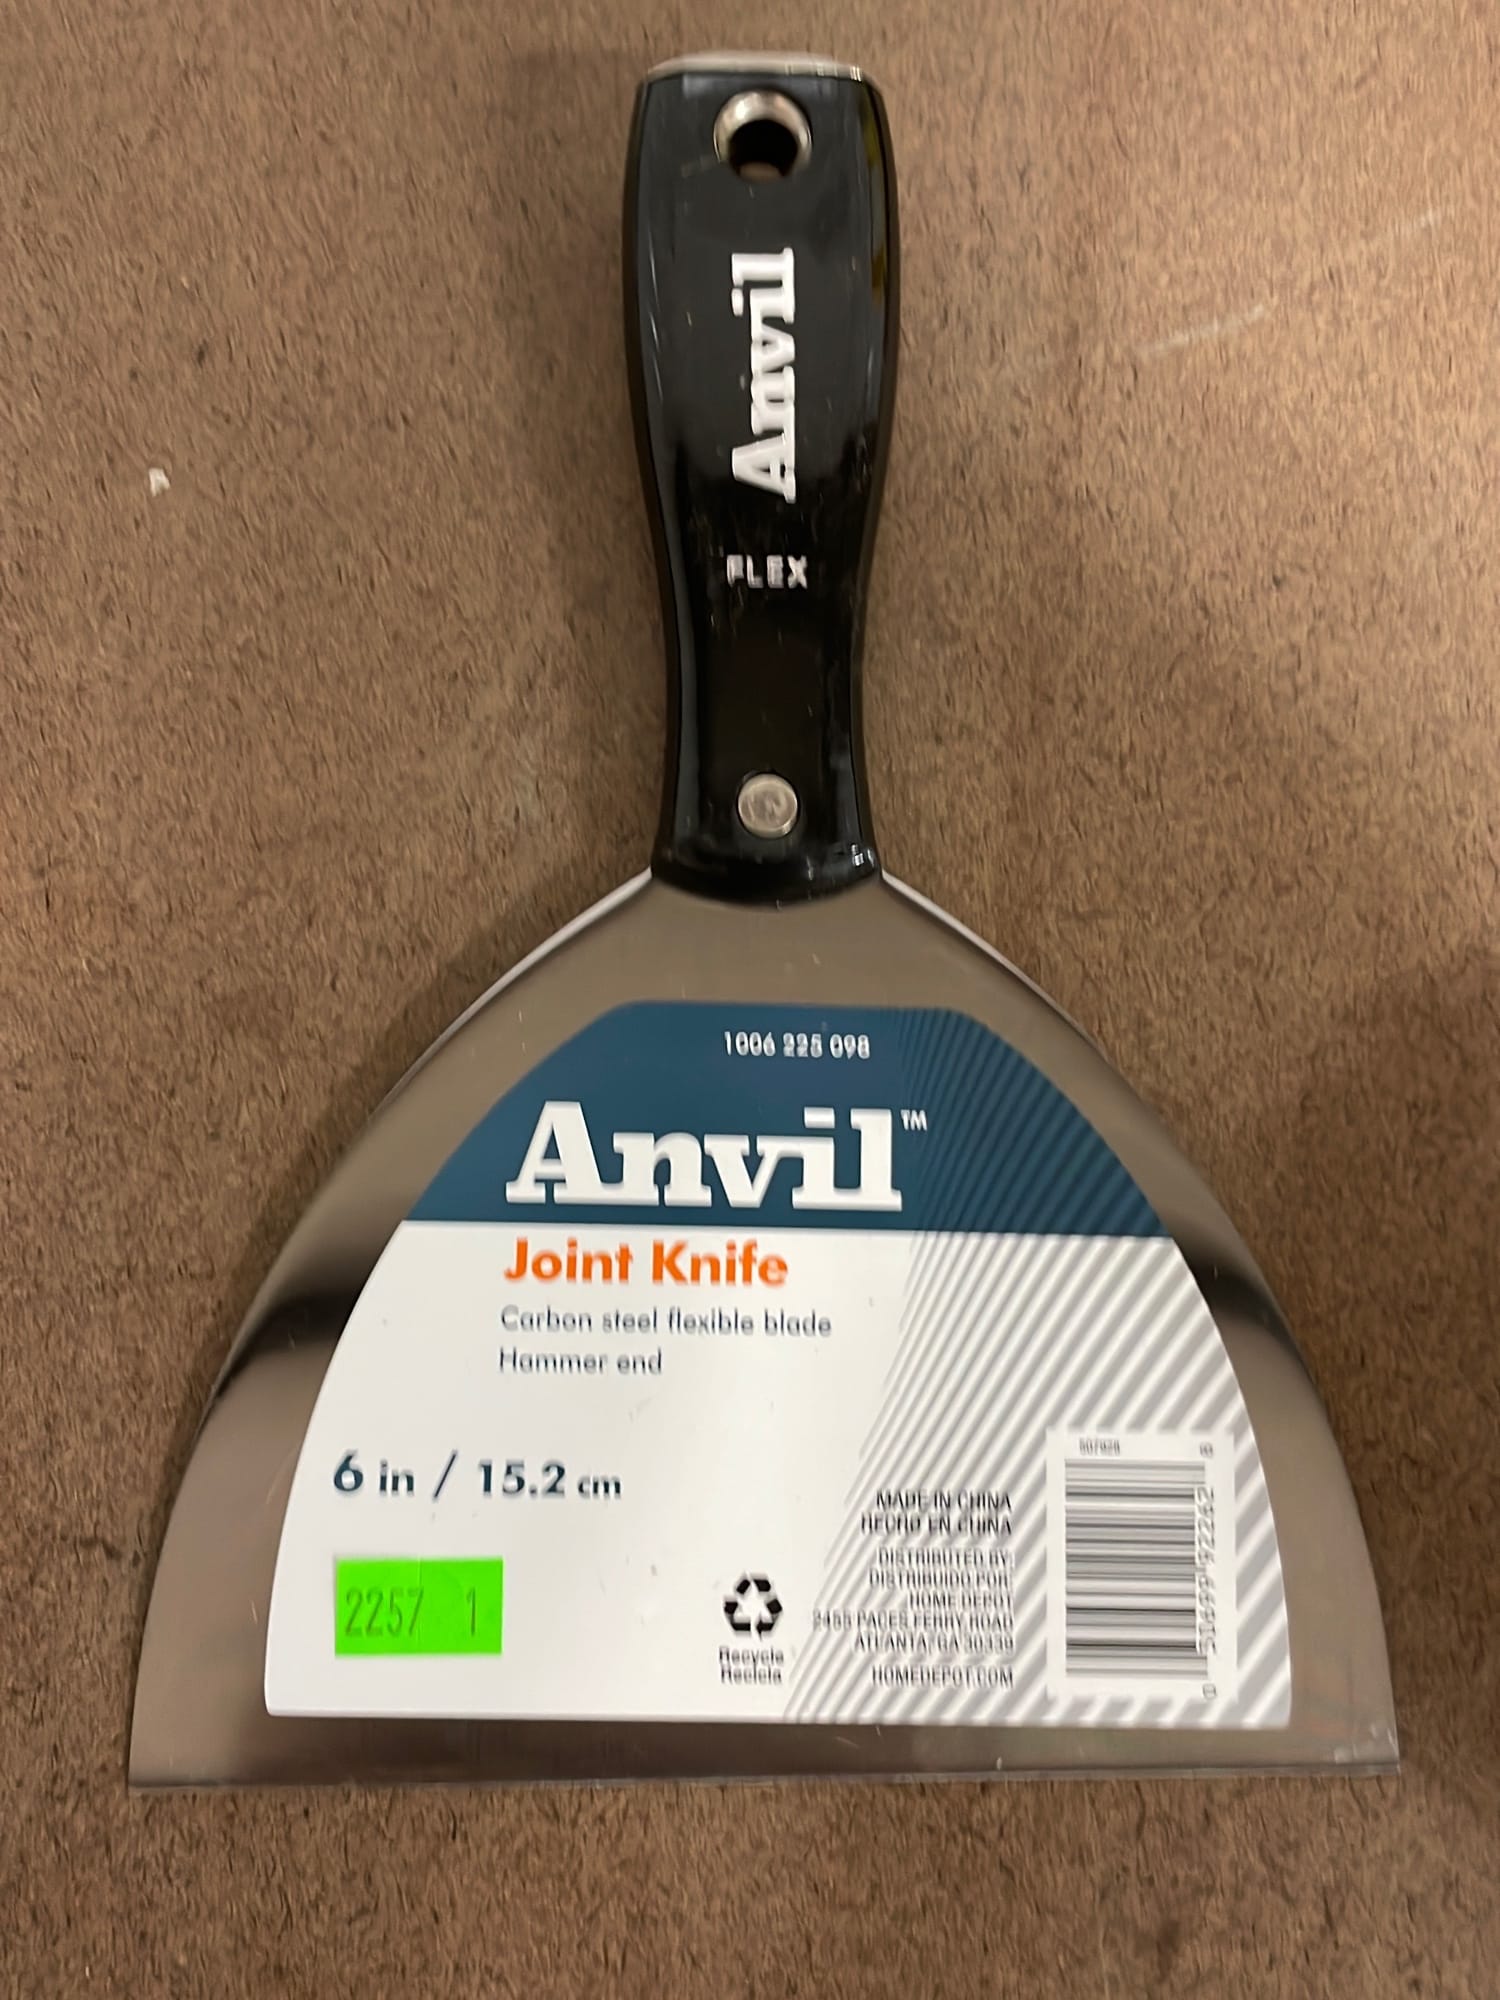 Anvil
FLEX
1006 225 098
Anvil™
Joint Knife
Carbon steel flexible blade
Hammer end
6 in / 15.2 cm
2257 1
Recycle
Recicla
MADE IN CHINA
HECHO EN CHINA
DISTRIBUTED BY:
DISTRIBUIDO POR:
HOME DEPOT
2455 PACES FERRY ROAD
ATLANTA, GA 30339
HOMEDEPOT.COM
507928